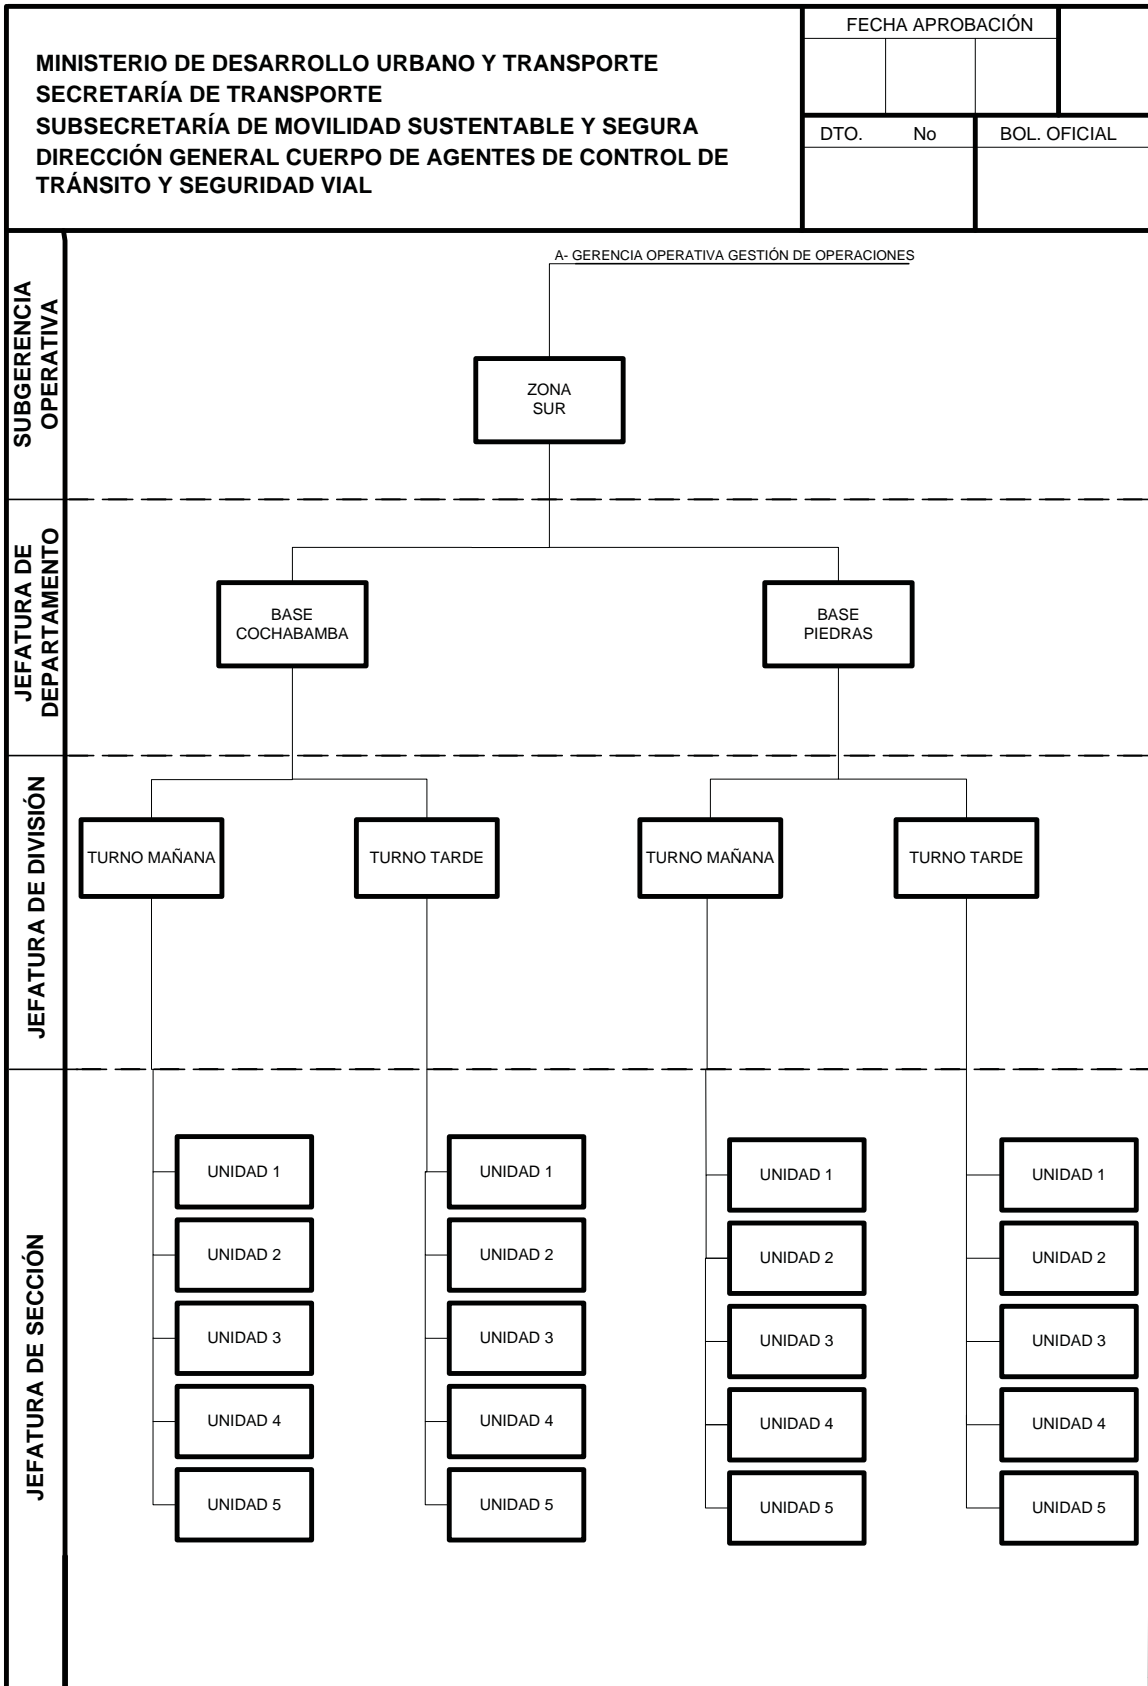 MINISTERIO DE DESARROLLO URBANO Y TRANSPORTE
SECRETARÍA DE TRANSPORTE
SUBSECRETARÍA DE MOVILIDAD SUSTENTABLE Y SEGURA
DIRECCIÓN GENERAL CUERPO DE AGENTES DE CONTROL DE
TRÁNSITO Y SEGURIDAD VIAL
FECHA APROBACIÓN
DTO. No
BOL. OFICIAL
SUBGERENCIA
OPERATIVA
A- GERENCIA OPERATIVA GESTIÓN DE OPERACIONES
ZONA
SUR
JEFATURA DE
DEPARTAMENTO
BASE
COCHABAMBA
BASE
PIEDRAS
JEFATURA DE DIVISIÓN
TURNO MAÑANA
TURNO TARDE
TURNO MAÑANA
TURNO TARDE
JEFATURA DE SECCIÓN
UNIDAD 1
UNIDAD 2
UNIDAD 3
UNIDAD 4
UNIDAD 5
UNIDAD 1
UNIDAD 2
UNIDAD 3
UNIDAD 4
UNIDAD 5
UNIDAD 1
UNIDAD 2
UNIDAD 3
UNIDAD 4
UNIDAD 5
UNIDAD 1
UNIDAD 2
UNIDAD 3
UNIDAD 4
UNIDAD 5